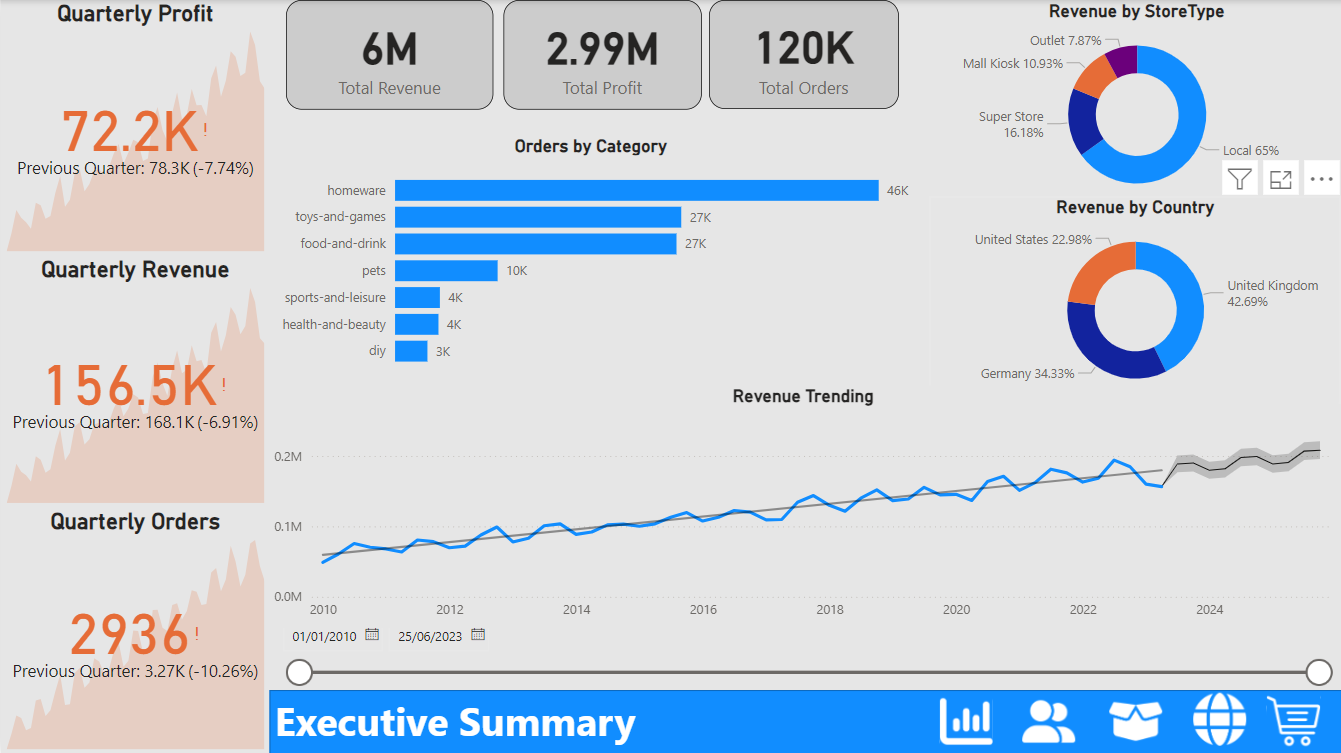 Quarterly Profit
72.2K!
Previous Quarter: 78.3K (-7.74%)
Quarterly Revenue
156.5K!
Previous Quarter: 168.1K (-6.91%)
Quarterly Orders
2936!
Previous Quarter: 3.27K (-10.26%)
6M
Total Revenue
2.99M
Total Profit
120K
Total Orders
Orders by Category
homeware 46K
toys-and-games 27K
food-and-drink 27K
pets 10K
sports-and-leisure 4K
health-and-beauty 4K
diy 3K
Revenue by StoreType
Outlet 7.87%
Mall Kiosk 10.93%
Super Store
16.18%
Local 65%
Revenue by Country
United States 22.98%
United Kingdom
42.69%
Germany 34.33%
Revenue Trending
0.2M
0.1M
0.0M
2010 2012 2014 2016 2018 2020 2022 2024
01/01/2010 25/06/2023
Executive Summary